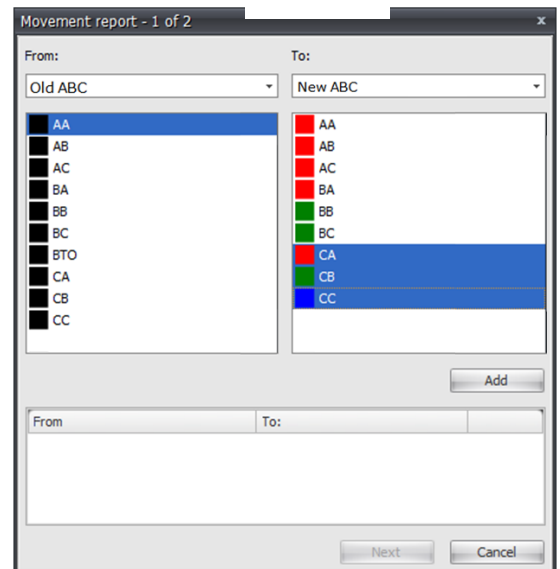 Movement report - 1 of 2 x
From: To:
Old ABC New ABC
AA AA
AB AB
AC AC
BA BA
BB BB
BC BC
BTO CA
CA CB
CB CC
CC
Add
From To:
Next Cancel